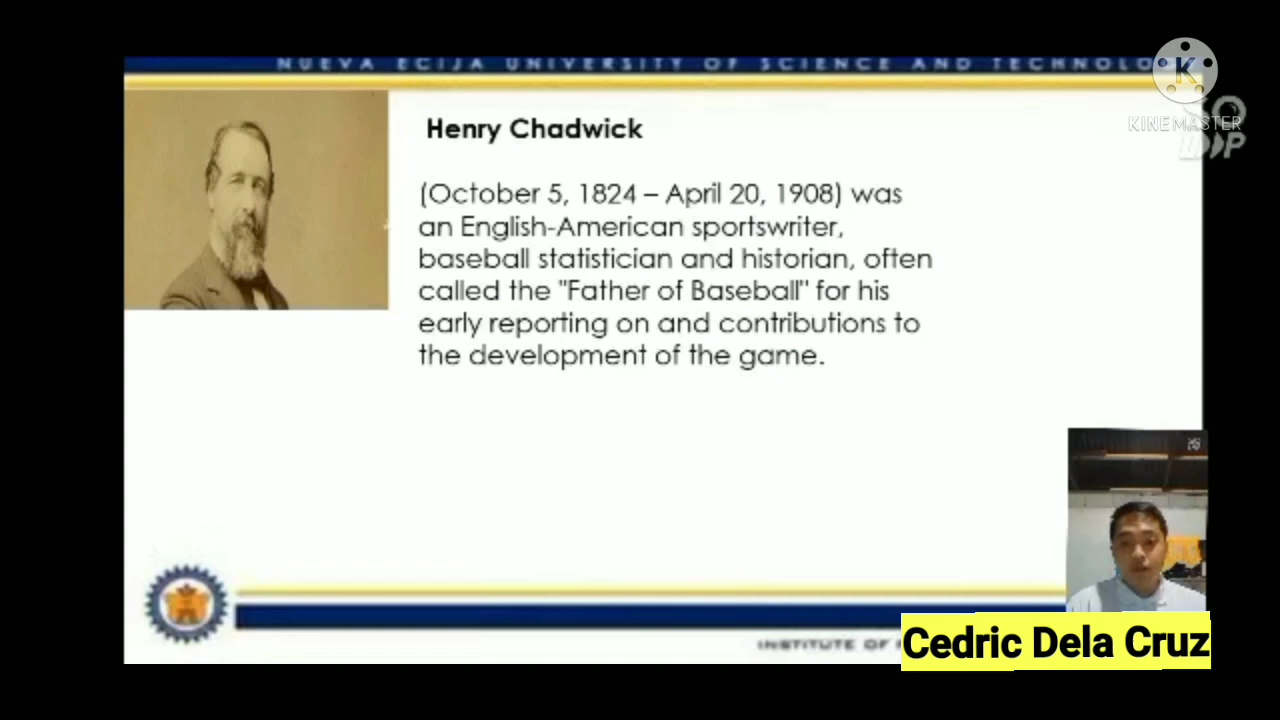 NUEVA ECIJA UNIVERSITY OF SCIENCE AND TECHNOLO
K
KINEMASTER
Henry Chadwick
(October 5, 1824 – April 20, 1908) was
an English-American sportswriter,
baseball statistician and historian, often
called the "Father of Baseball" for his
early reporting on and contributions to
the development of the game.
INSTITUTE OF
Cedric Dela Cruz